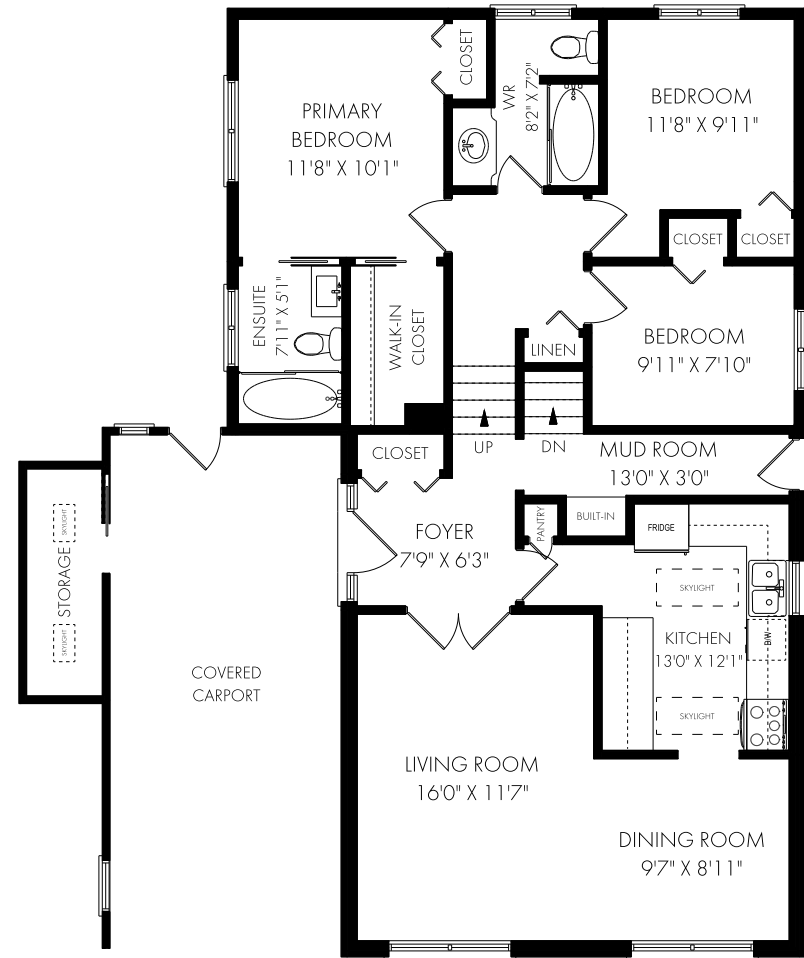 CLOSET
WR
8'2" X 7'2"
PRIMARY
BEDROOM
11'8" X 10'1"
BEDROOM
11'8" X 9'11"
CLOSET
CLOSET
ENSUITE
7'11" X 5'1"
WALK-IN
CLOSET
LINEN
BEDROOM
9'11" X 7'10"
CLOSET
UP
DN
MUD ROOM
13'0" X 3'0"
SKYLIGHT
STORAGE
SKYLIGHT
FOYER
7'9" X 6'3"
PANTRY
BUILT-IN
FRIDGE
SKYLIGHT
KITCHEN
13'0" X 12'1"
B/W
SKYLIGHT
COVERED
CARPORT
LIVING ROOM
16'0" X 11'7"
DINING ROOM
9'7" X 8'11"